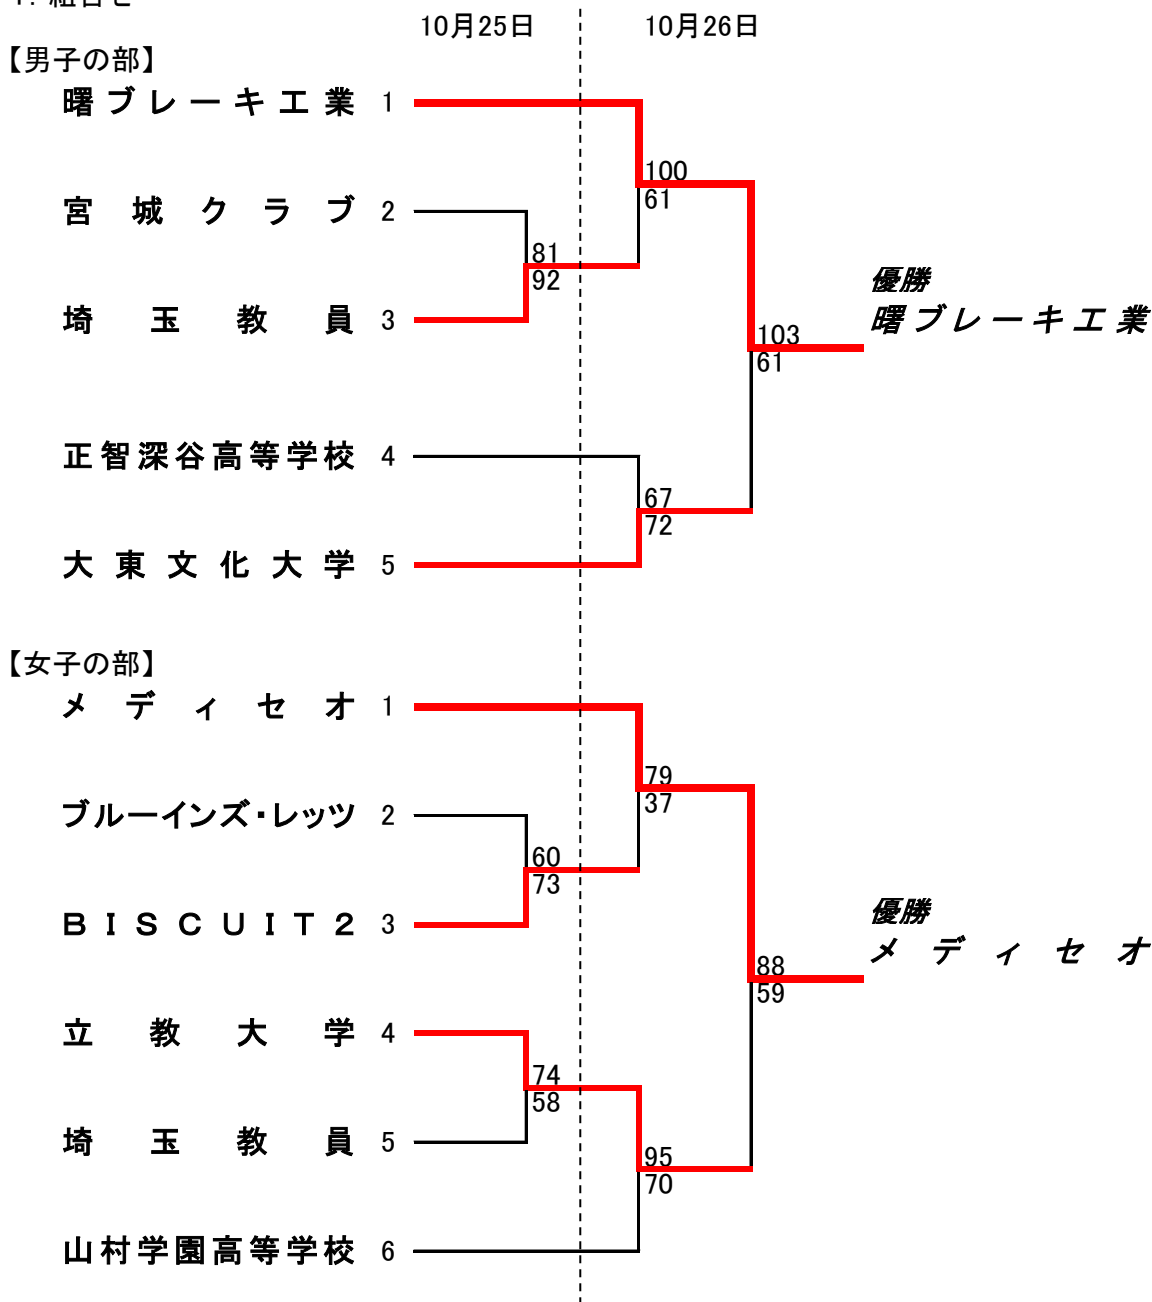 10月25日 10月26日
【男子の部】
曙ブレーキ工業 1
100
61
宮城クラブ 2
81
92
埼玉教員 3
優勝
曙ブレーキ工業
103
61
正智深谷高等学校 4
67
72
大東文化大学 5
【女子の部】
メディセオ 1
79
37
ブルーインズ・レッツ 2
60
73
BISCUIT2 3
優勝
メディセオ
88
59
立教大学 4
74
58
埼玉教員 5
95
70
山村学園高等学校 6